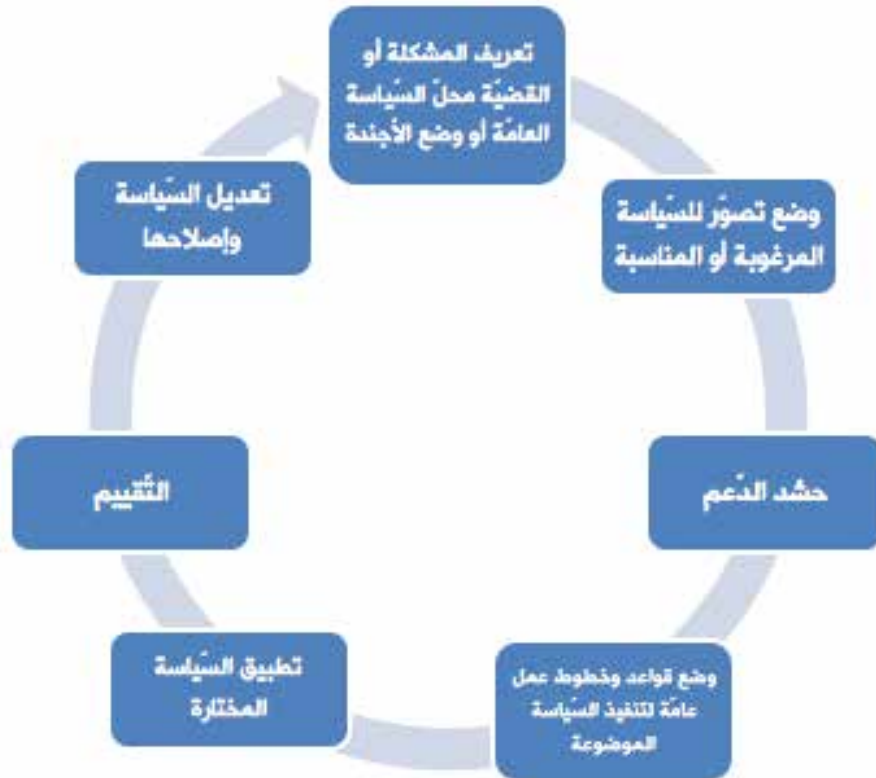 تعريف المشكلة أو
القضيّة محلّ السّياسة
العامّة أو وضع الأجندة
وضع تصوّر للسّياسة
المرغوبة أو المناسبة
حشد الدّعم
وضع قواعد وخطوط عمل
عامّة لتنفيذ السّياسة
الموضوعة
تطبيق السّياسة
المختارة
التّقييم
تعديل السّياسة
وإصلاحها